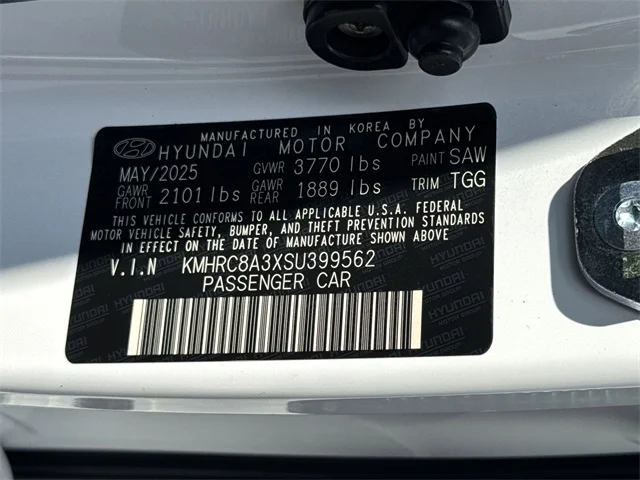 MANUFACTURED IN KOREA BY
HYUNDAI MOTOR COMPANY
MAY/2025 GVWR 3770 lbs PAINT SAW
GAWR FRONT 2101 lbs GAWR REAR 1889 lbs TRIM TGG
THIS VEHICLE CONFORMS TO ALL APPLICABLE U.S.A. FEDERAL
MOTOR VEHICLE SAFETY, BUMPER, AND THEFT PREVENTION STANDARDS
IN EFFECT ON THE DATE OF MANUFACTURE SHOWN ABOVE
V.I.N KMHRC8A3XSU399562
PASSENGER CAR